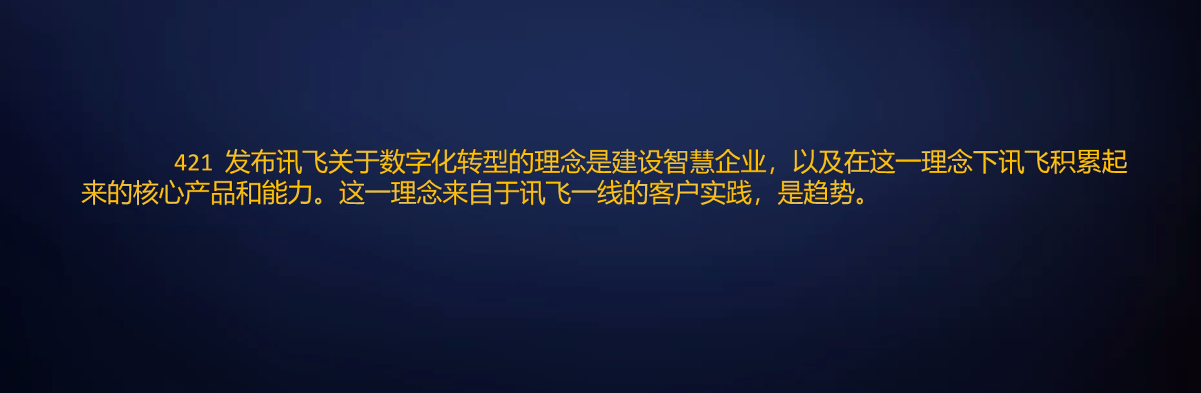 421 发布讯飞关于数字化转型的理念是建设智慧企业，以及在这一理念下讯飞积累起
来的核心产品和能力。这一理念来自于讯飞一线的客户实践，是趋势。